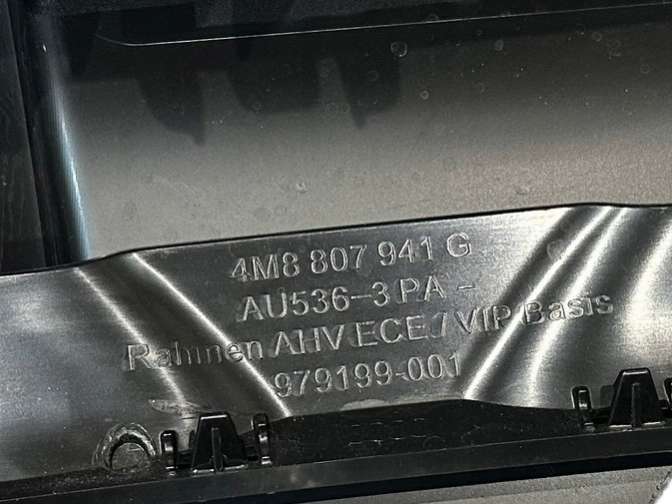 4M8 807 941 G
AU536-3 PA -
Rahmen AHV ECE / VIP Basis
979199-001